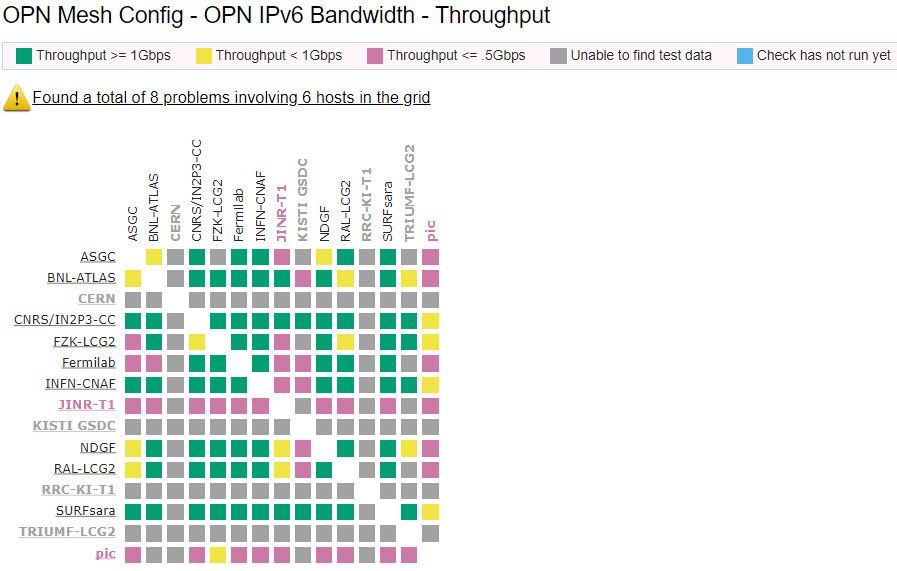 OPN Mesh Config - OPN IPv6 Bandwidth - Throughput
Throughput >= 1Gbps Throughput < 1Gbps Throughput <= .5Gbps Unable to find test data Check has not run yet
Found a total of 8 problems involving 6 hosts in the grid
ASGC
BNL-ATLAS
CERN
CNRS/IN2P3-CC
FZK-LCG2
Fermilab
INFN-CNAF
JINR-T1
KISTI GSDC
NDGF
RAL-LCG2
RRC-KI-T1
SURFsara
TRIUMF-LCG2
pic
ASGC
BNL-ATLAS
CERN
CNRS/IN2P3-CC
FZK-LCG2
Fermilab
INFN-CNAF
JINR-T1
KISTI GSDC
NDGF
RAL-LCG2
RRC-KI-T1
SURFsara
TRIUMF-LCG2
pic